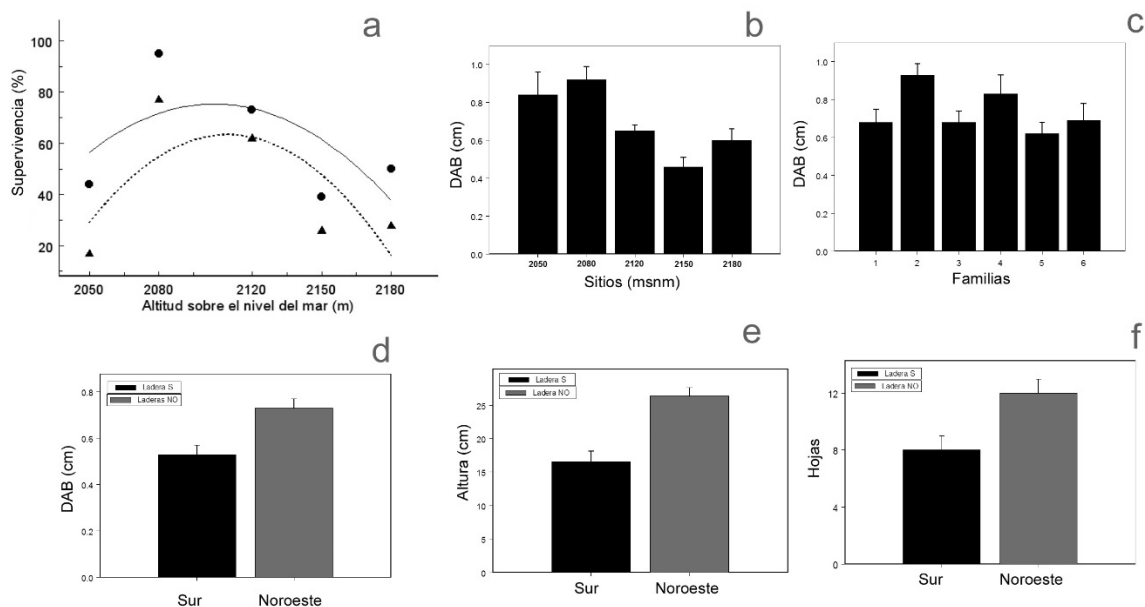 a
100
80
60
40
20
Supervivencia (%)
2050
2080
2120
2150
2180
Altitud sobre el nivel del mar (m)
b
1.0
0.8
0.6
0.4
0.2
0.0
DAB (cm)
2050
2080
2120
2150
2180
Sitios (msnm)
c
1.0
0.8
0.6
0.4
0.2
0.0
DAB (cm)
1
2
3
4
5
6
Familias
d
Ladera S
Laderas NO
0.8
0.6
0.4
0.2
0.0
DAB (cm)
Sur
Noroeste
e
Ladera S
Ladera NO
25
20
15
10
5
0
Altura (cm)
Sur
Noroeste
f
Ladera S
Ladera NO
12
8
4
0
Hojas
Sur
Noroeste